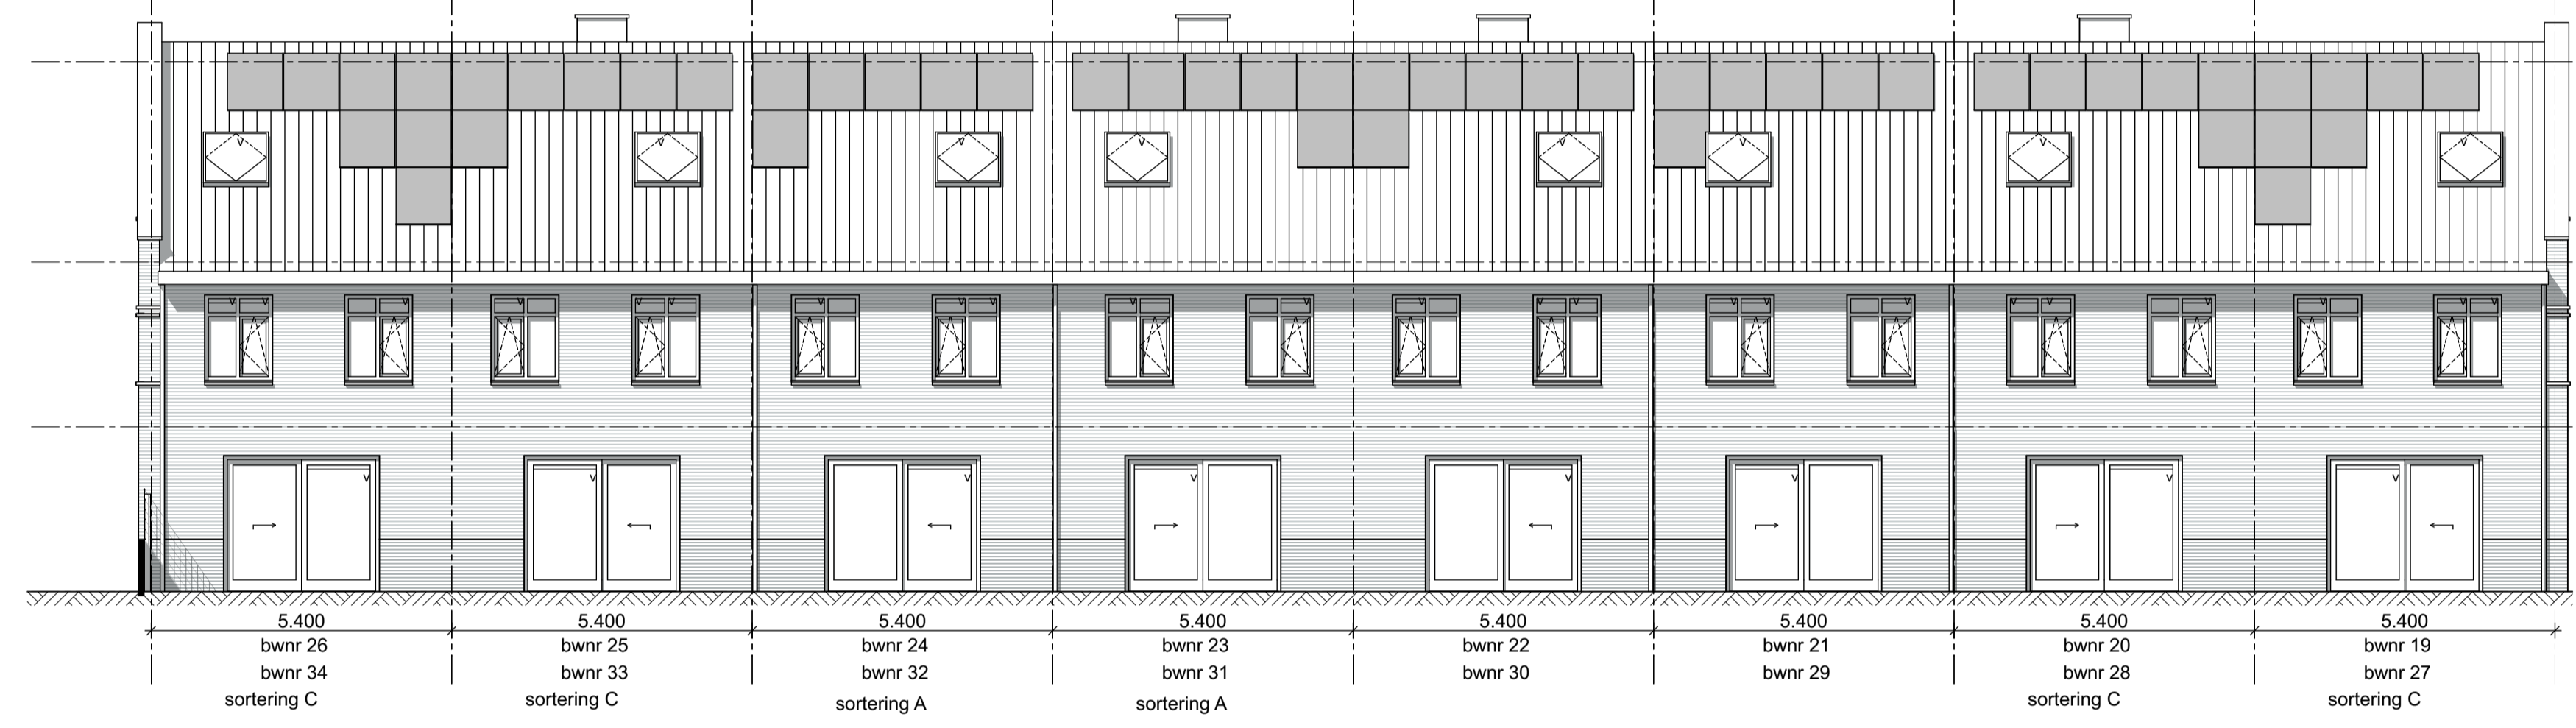 5.400 5.400 5.400 5.400 5.400 5.400 5.400 5.400
bwnr 26 bwnr 25 bwnr 24 bwnr 23 bwnr 22 bwnr 21 bwnr 20 bwnr 19
bwnr 34 bwnr 33 bwnr 32 bwnr 31 bwnr 30 bwnr 29 bwnr 28 bwnr 27
sortering C sortering C sortering A sortering A sortering C sortering C